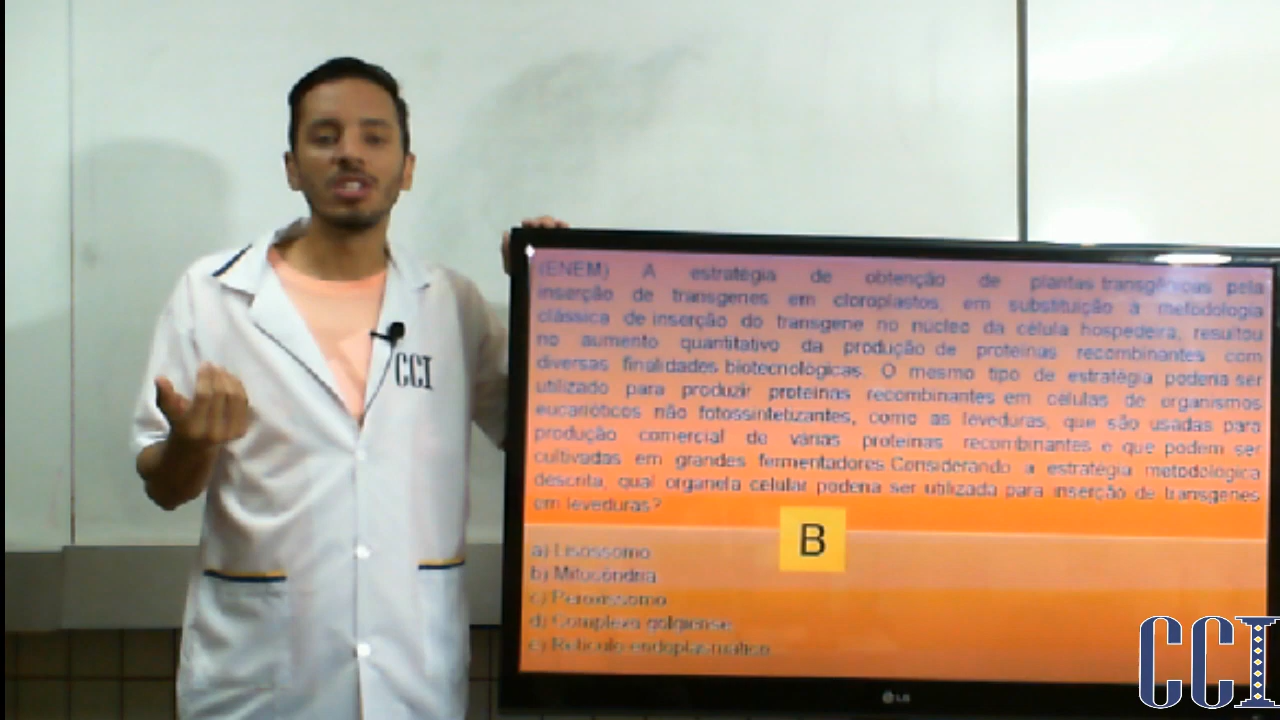 CCI
(ENEM) A estratégia de obtenção de plantas transgênicas pela
inserção de transgenes em cloroplastos, em substituição à metodologia
clássica de inserção do transgene no núcleo da célula hospedeira, resultou
no aumento quantitativo da produção de proteínas recombinantes com
diversas finalidades biotecnológicas. O mesmo tipo de estratégia poderia ser
utilizado para produzir proteínas recombinantes em células de organismos
eucarióticos não fotossintetizantes, como as leveduras, que são usadas para
produção comercial de várias proteínas recombinantes e que podem ser
cultivadas em grandes fermentadores.Considerando a estratégia metodológica
descrita, qual organela celular poderia ser utilizada para inserção de transgenes
em leveduras?
B
a) Lisossomo
b) Mitocôndria
c) Peroxissomo
d) Complexo golgiense
e) Retículo endoplasmático
LG
CCI